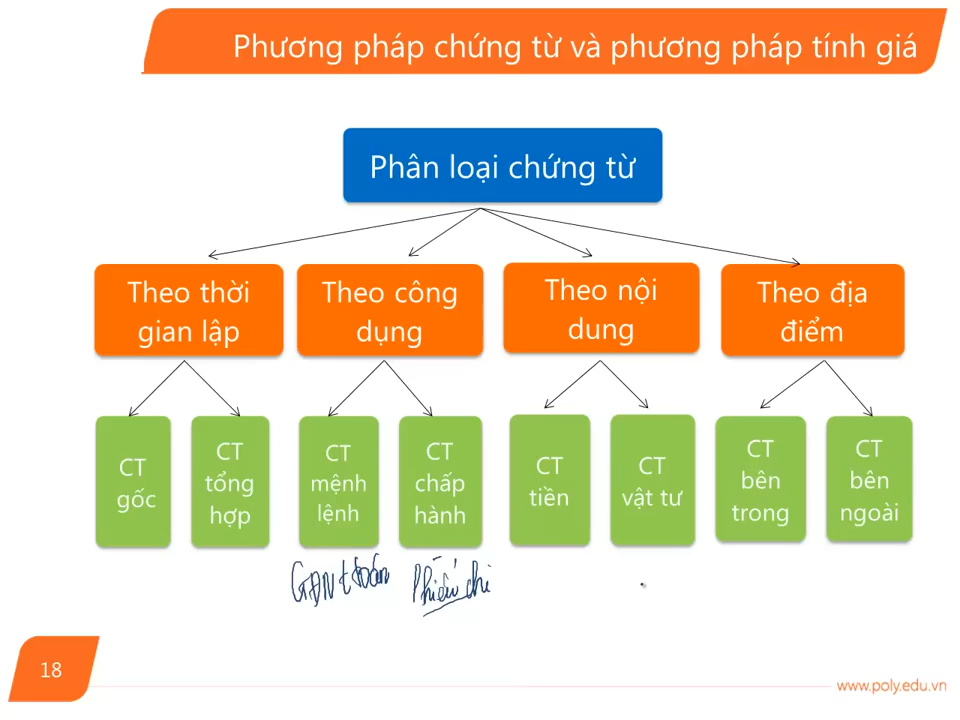 Phương pháp chứng từ và phương pháp tính giá
Phân loại chứng từ
Theo thời
gian lập
Theo công
dụng
Theo nội
dung
Theo địa
điểm
CT
gốc
CT
tổng
hợp
CT
mệnh
lệnh
CT
chấp
hành
CT
tiền
CT
vật tư
CT
bên
trong
CT
bên
ngoài
GĐN t toán
Phiếu chi
18
www.poly.edu.vn